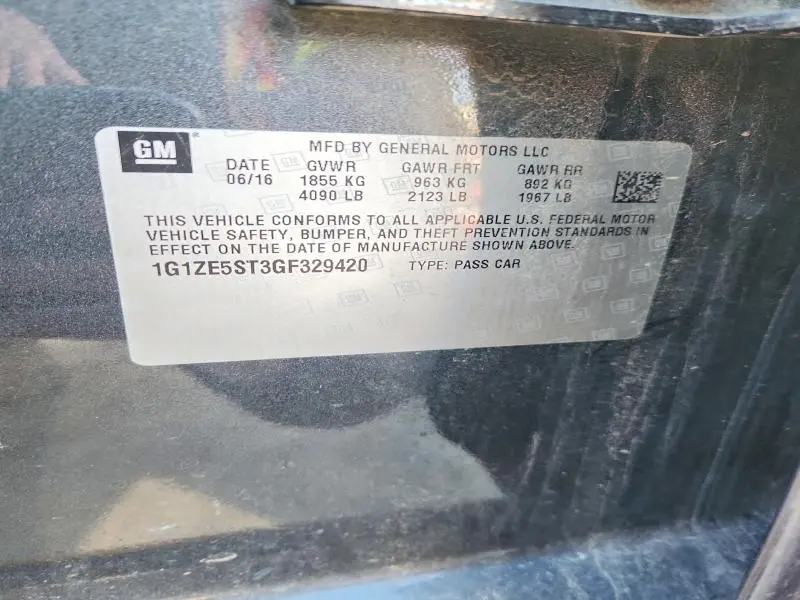 GM® MFD BY GENERAL MOTORS LLC
DATE GVWR GAWR FRT GAWR RR
06/16 1855 KG 963 KG 892 KG
4090 LB 2123 LB 1967 LB
THIS VEHICLE CONFORMS TO ALL APPLICABLE U.S. FEDERAL MOTOR
VEHICLE SAFETY, BUMPER, AND THEFT PREVENTION STANDARDS IN
EFFECT ON THE DATE OF MANUFACTURE SHOWN ABOVE.
1G1ZE5ST3GF329420 TYPE: PASS CAR